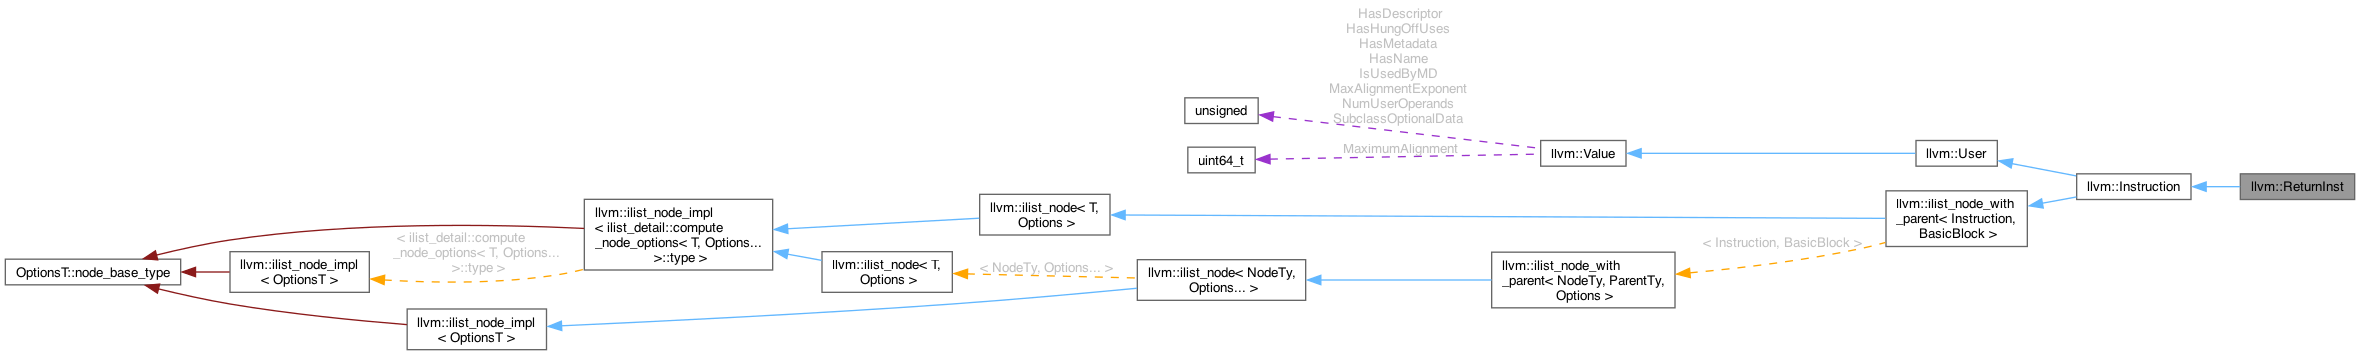 HasDescriptor
HasHungOffUses
HasMetadata
HasName
IsUsedByMD
MaxAlignmentExponent
NumUserOperands
SubclassOptionalData
unsigned
MaximumAlignment
uint64_t
llvm::Value
llvm::User
llvm::Instruction
llvm::ReturnInst
llvm::ilist_node_with
_parent< Instruction,
BasicBlock >
llvm::ilist_node< T,
Options >
llvm::ilist_node_impl
< ilist_detail::compute
_node_options< T, Options...
>::type >
< ilist_detail::compute
_node_options< T, Options...
>::type >
OptionsT::node_base_type
llvm::ilist_node_impl
< OptionsT >
llvm::ilist_node< T,
Options >
< NodeTy, Options... >
llvm::ilist_node< NodeTy,
Options... >
< Instruction, BasicBlock >
llvm::ilist_node_with
_parent< NodeTy, ParentTy,
Options >
llvm::ilist_node_impl
< OptionsT >